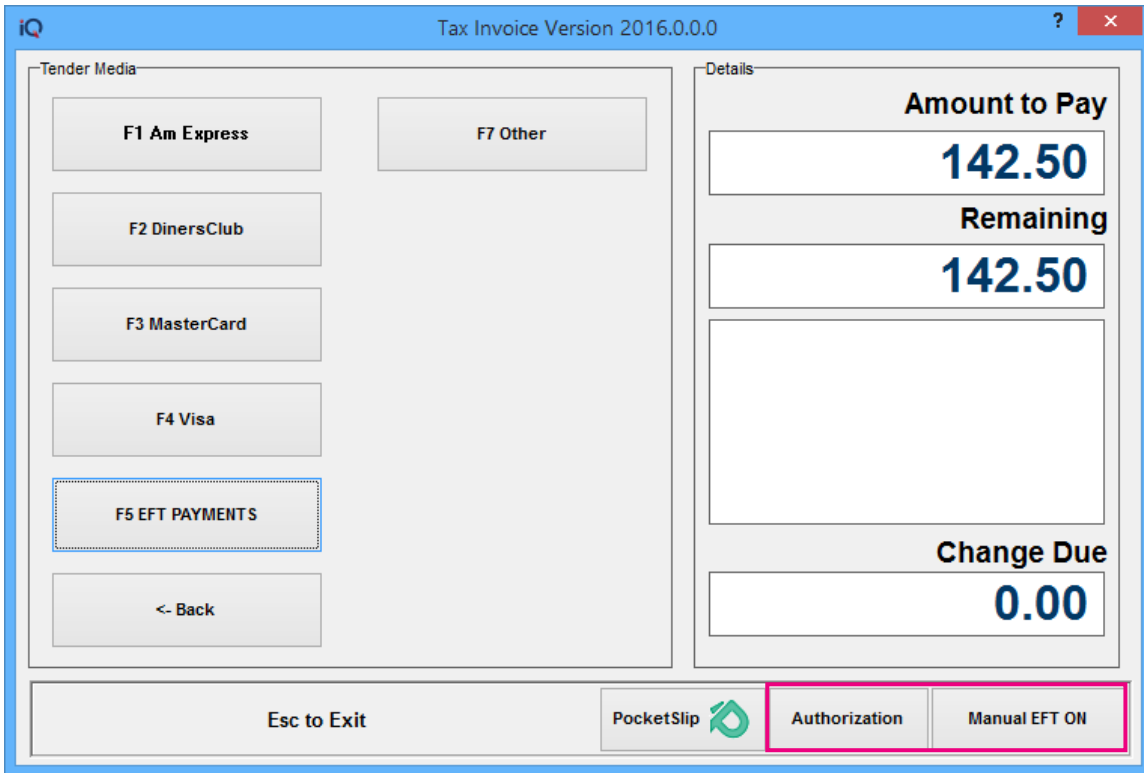 iQ
Tax Invoice Version 2016.0.0.0
?
×
Tender Media
F1 Am Express
F7 Other
F2 DinersClub
F3 MasterCard
F4 Visa
F5 EFT PAYMENTS
<- Back
Details
Amount to Pay
142.50
Remaining
142.50
Change Due
0.00
Esc to Exit
PocketSlip
Authorization
Manual EFT ON